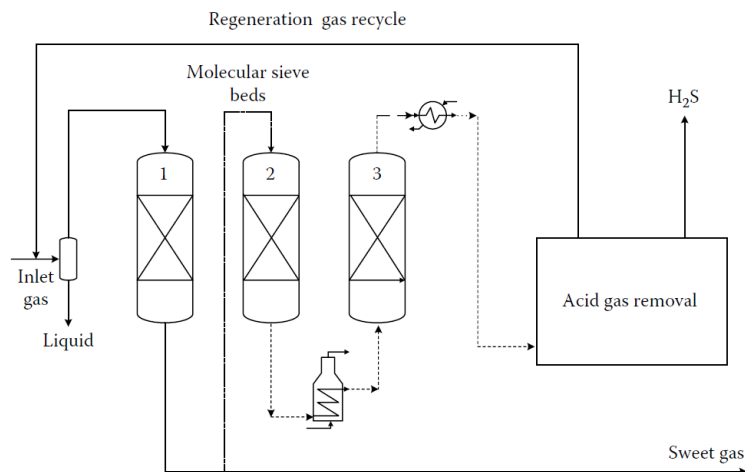 Regeneration gas recycle
Molecular sieve
beds
H₂S
1
2
3
Inlet
gas
Acid gas removal
Liquid
Sweet gas